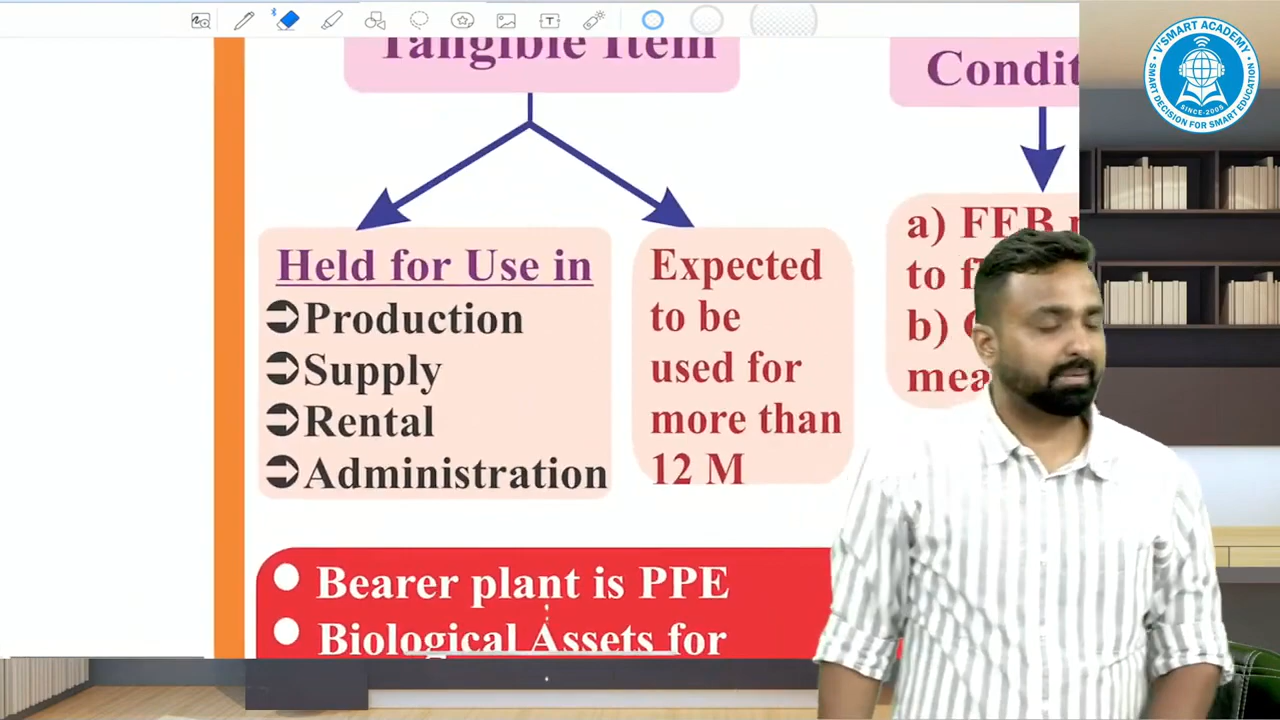 Tangible Item
Held for Use in
Production
Supply
Rental
Administration
Expected
to be
used for
more than
12 M
Condit
a) FEB
to f
b)
mea
Bearer plant is PPE
Biological Assets for
V'SMART ACADEMY
SINCE-2005
SMART DECISION FOR SMART EDUCATION
T